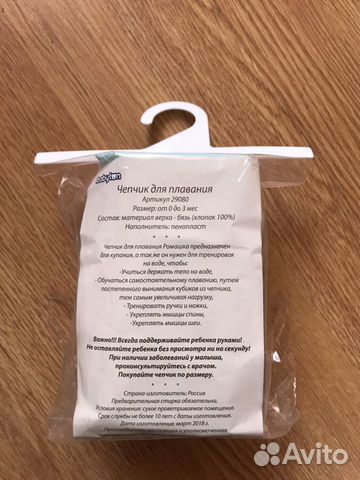 babyton
Чепчик для плавания
Артикул 29080
Размер: от 0 до 3 мес
Состав: материал верха - бязь (хлопок 100%)
Наполнитель: пенопласт
* * *
Чепчик для плавания Ромашка предназначен
для купания, а так же он нужен для тренировок
на воде, чтобы:
-Учиться держать тело на воде,
- Обучаться самостоятельному плаванию, путем
постепенного вынимания кубиков из чепчика,
тем самым увеличивая нагрузку,
- Тренировать ручки и ножки,
- Укреплять мышцы спины,
- Укреплять мышцы шеи.
Важно!!! Всегда поддерживайте ребенка руками!
Не оставляйте ребенка без присмотра ни на секунду!
При наличии заболеваний у малыша,
проконсультируйтесь с врачом.
Покупайте чепчик по размеру.
* * *
Страна-изготовитель: Россия
Предварительная стирка обязательна.
Условия хранения: сухое проветриваемое помещение.
Срок службы не более 10 лет с даты изготовления.
Дата изготовления: март 2018 г.
Avito